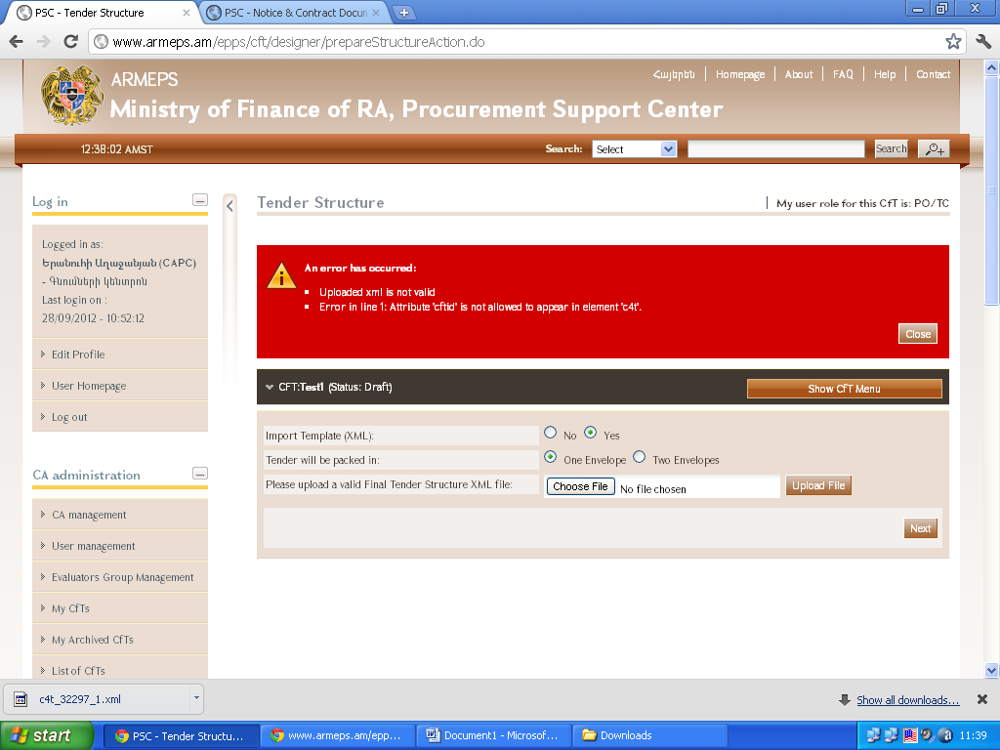 PSC - Tender Structure
PSC - Notice & Contract Docum
www.armeps.am/epps/cft/designer/prepareStructureAction.do
ARMEPS
Ministry of Finance of RA, Procurement Support Center
Հայերեն Homepage About FAQ Help Contact
12:38:02 AMST
Search: Select Search
Log in
Logged in as:
Երանուհի Աղաջանյան (CAPC)
- Գնումների կենտրոն
Last login on :
28/09/2012 - 10:52:12
Edit Profile
User Homepage
Log out
CA administration
CA management
User management
Evaluators Group Management
My CfTs
My Archived CfTs
List of CfTs
Tender Structure
My user role for this CfT is: PO/TC
An error has occurred:
Uploaded xml is not valid
Error in line 1: Attribute 'cftid' is not allowed to appear in element 'c4t'.
Close
CFT:Test1 (Status: Draft)
Show CfT Menu
Import Template (XML): No Yes
Tender will be packed in: One Envelope Two Envelopes
Please upload a valid Final Tender Structure XML file: Choose File No file chosen Upload File
Next
c4t_32297_1.xml
Show all downloads...
start
PSC - Tender Structu...
www.armeps.am/epp...
Document1 - Microsof...
Downloads
11:39